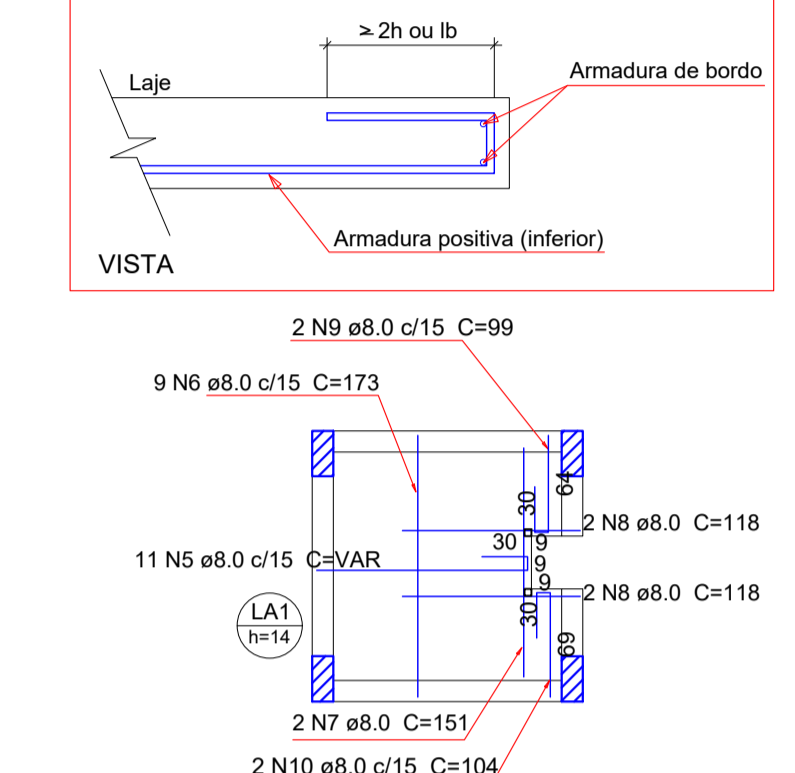 ≥ 2h ou lb
Laje
Armadura de bordo
Armadura positiva (inferior)
VISTA
2 N9 ø8.0 c/15 C=99
9 N6 ø8.0 c/15 C=173
64
30
2 N8 ø8.0 C=118
30
9
11 N5 ø8.0 c/15 C=VAR
9
9
2 N8 ø8.0 C=118
LA1
h=14
30
69
2 N7 ø8.0 C=151
2 N10 ø8.0 c/15 C=104